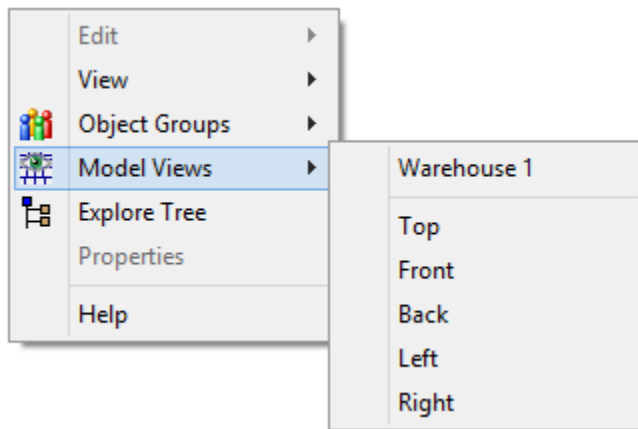 Edit
View
Object Groups
Model Views
Explore Tree
Properties
Help
Warehouse 1
Top
Front
Back
Left
Right